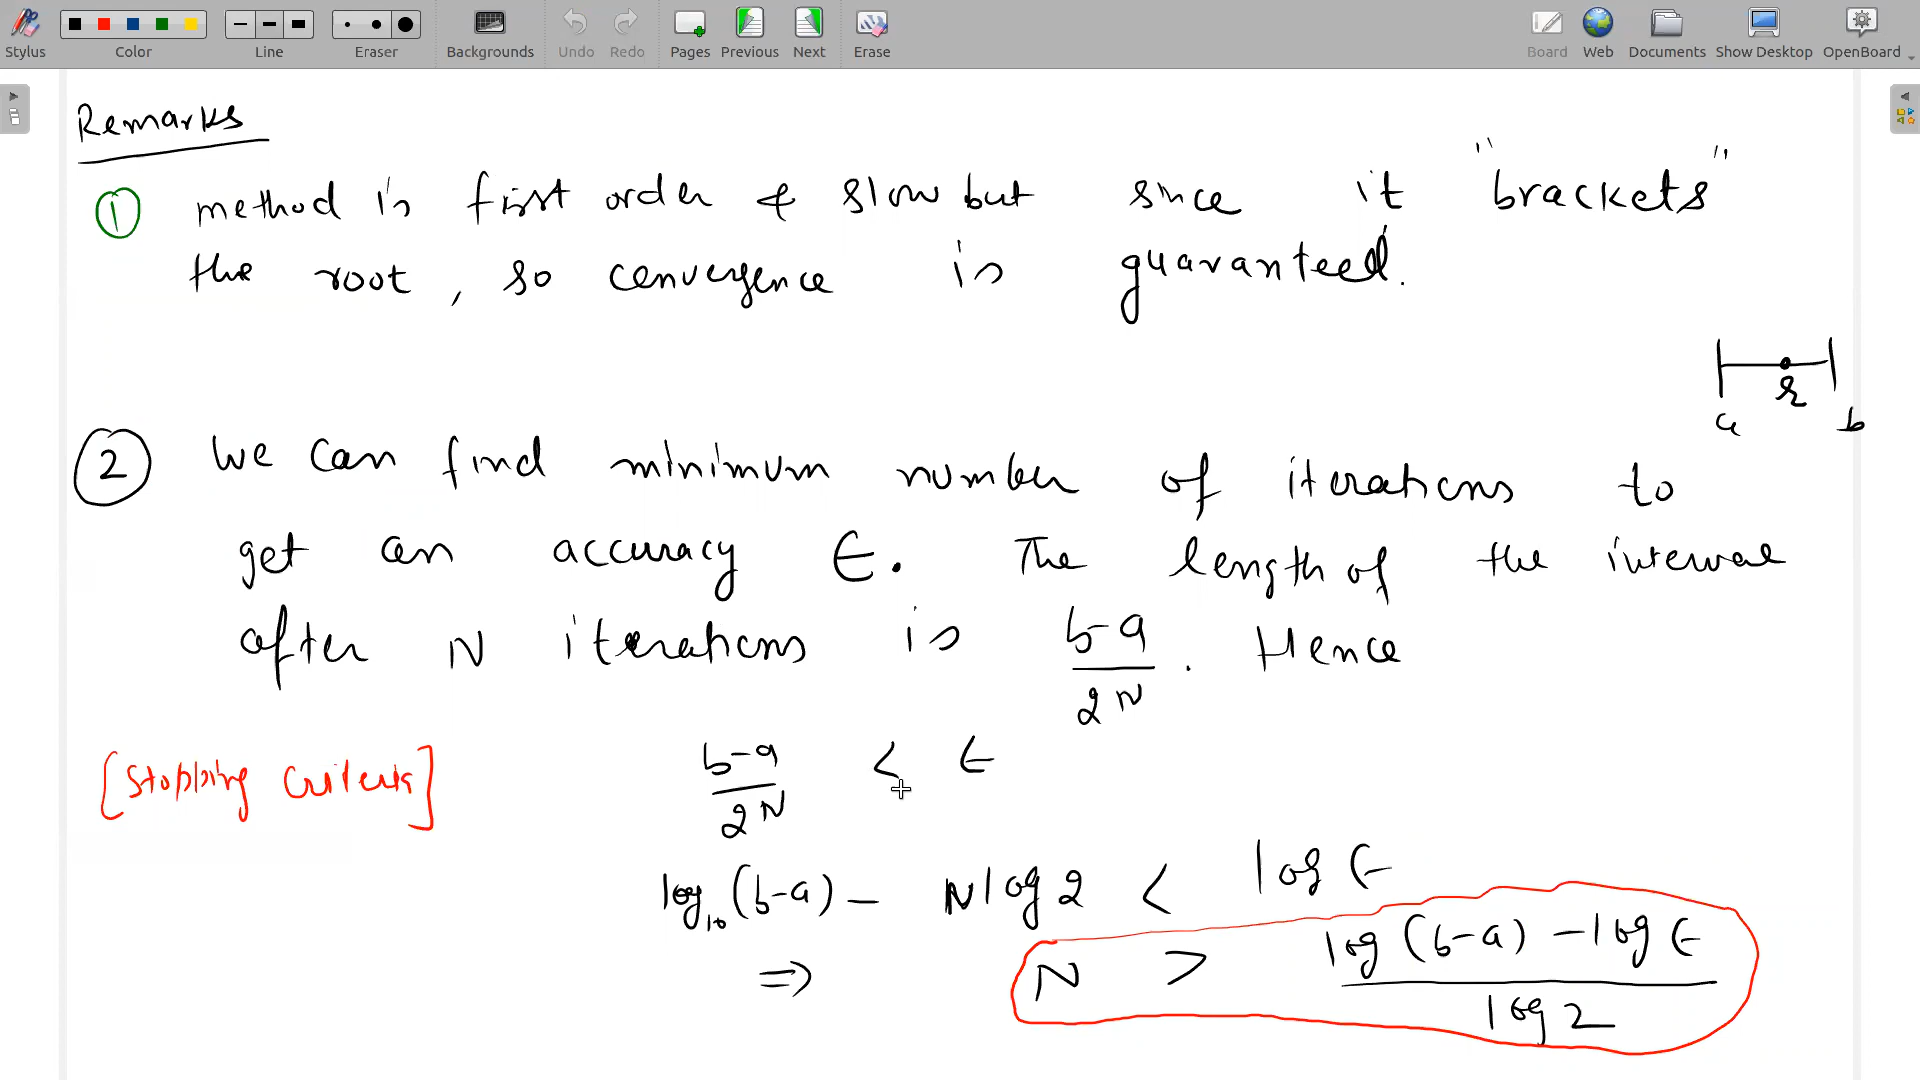 Stylus Color Line Eraser Backgrounds Undo Redo Pages Previous Next Erase Board Web Documents Show Desktop OpenBoard
Remarks
① method is first order & slow but since it "brackets"
the root, so convergence is guaranteed.
a r b
② We can find minimum number of iterations to
get an accuracy ϵ. The length of the interval
after N iterations is (b-a)/2^N. Hence
[Stopping Criteria] (b-a)/2^N < ϵ
log₁₀(b-a) - N log 2 < log ϵ
⇒ N > (log(b-a) - log ϵ)/log 2